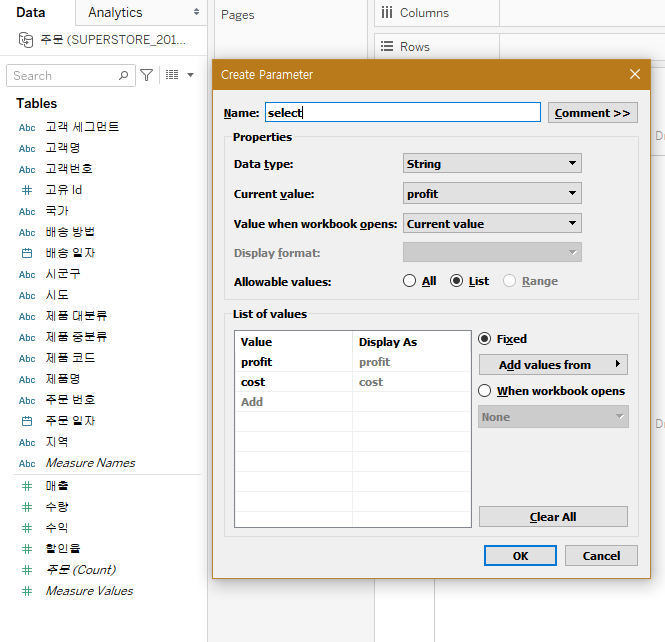 Data
Analytics
주문 (SUPERSTORE_201...
Search
Tables
Abc 고객 세그먼트
Abc 고객명
Abc 고객번호
# 고유 Id
Abc 국가
Abc 배송 방법
배송 일자
Abc 시군구
Abc 시도
Abc 제품 대분류
Abc 제품 중분류
Abc 제품 코드
Abc 제품명
Abc 주문 번호
주문 일자
Abc 지역
Abc Measure Names
# 매출
# 수량
# 수익
# 할인율
# 주문 (Count)
# Measure Values
Pages
Columns
Rows
Create Parameter
Name: select
Comment >>
Properties
Data type: String
Current value: profit
Value when workbook opens: Current value
Display format:
Allowable values: All List Range
List of values
Value Display As
profit profit
cost cost
Add
Fixed
Add values from
When workbook opens
None
Clear All
OK
Cancel